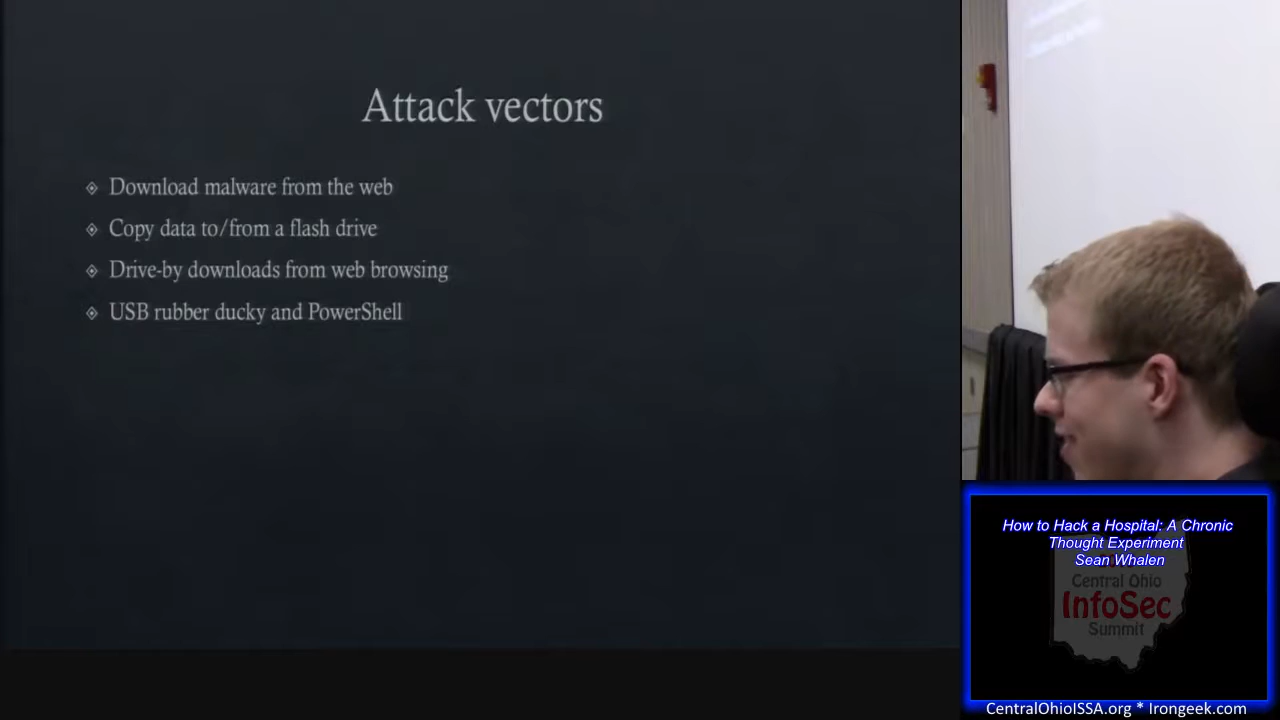 Attack vectors
Download malware from the web
Copy data to/from a flash drive
Drive-by downloads from web browsing
USB rubber ducky and PowerShell
How to Hack a Hospital: A Chronic
Thought Experiment
Sean Whalen
Central Ohio
InfoSec
Summit
CentralOhioISSA.org * Irongeek.com